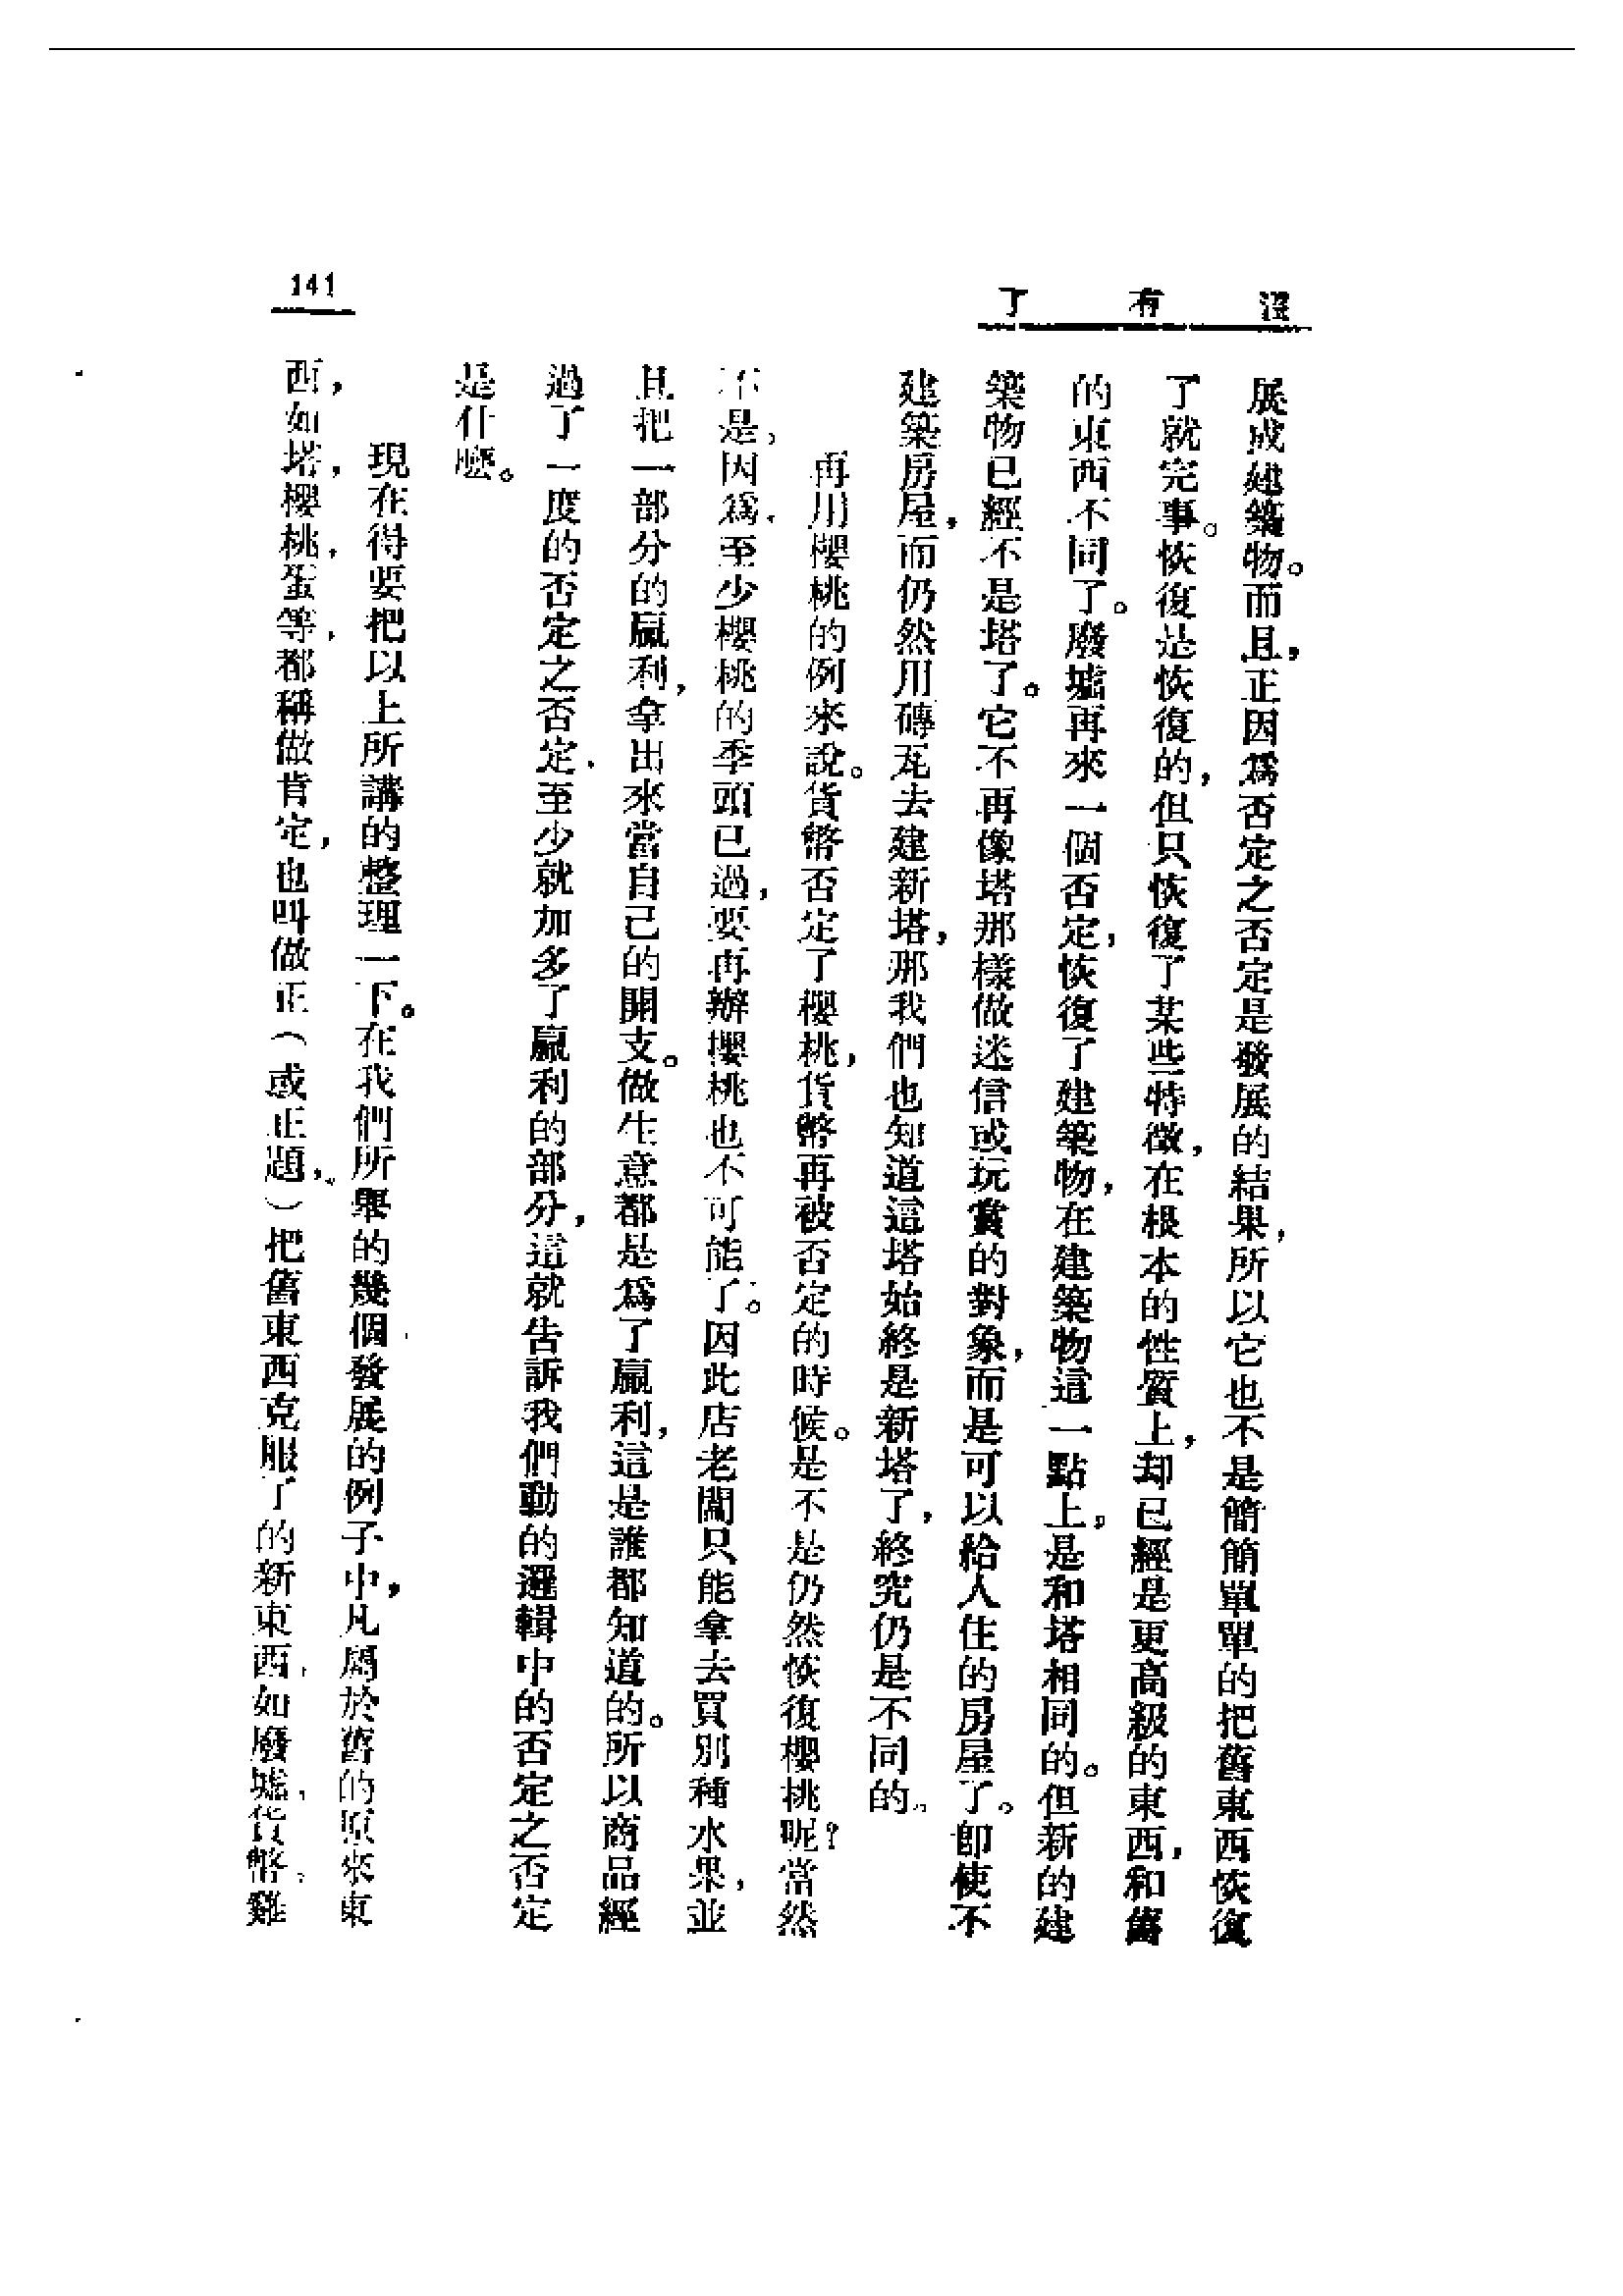 沒有了
141
展成建築物。而且,正因爲否定之否定是發展的結果,所以它也不是簡簡單單的把舊東西恢復
了就完事。恢復是恢復的,但只恢復了某些特徵,在根本的性質上,却已經是更高級的東西,和舊
的東西不同了。廢墟再來一個否定,恢復了建築物,在建築物這一點上,是和塔相同的。但新的建
築物已經不是塔了。它不再像塔那樣做迷信或玩賞的對象,而是可以給人住的房屋了。卽使不
建築房屋,而仍然用磚瓦去建新塔,那我們也知道這塔始終是新塔了,終究仍是不同的。
再用櫻桃的例來說。貨幣否定了櫻桃,貨幣再被否定的時候。是不是仍然恢復櫻桃呢?當然
不是。因爲,至少櫻桃的季頭已過,要再辦櫻桃也不可能了。因此店老闆只能拿去買別種水果,並
且把一部分的贏利,拿出來當自己的開支。做生意都是爲了贏利,這是誰都知道的。所以商品經
過了一度的否定之否定,至少就加多了贏利的部分,這就告訴我們動的邏輯中的否定之否定
是什麽。
現在得要把以上所講的整理一下。在我們所舉的幾個發展的例子中,凡屬於舊的原來東
西,如塔,櫻桃,蛋等,都稱做肯定,也叫做正(或正題,)把舊東西克服了的新東西,如廢墟,貨幣,雞